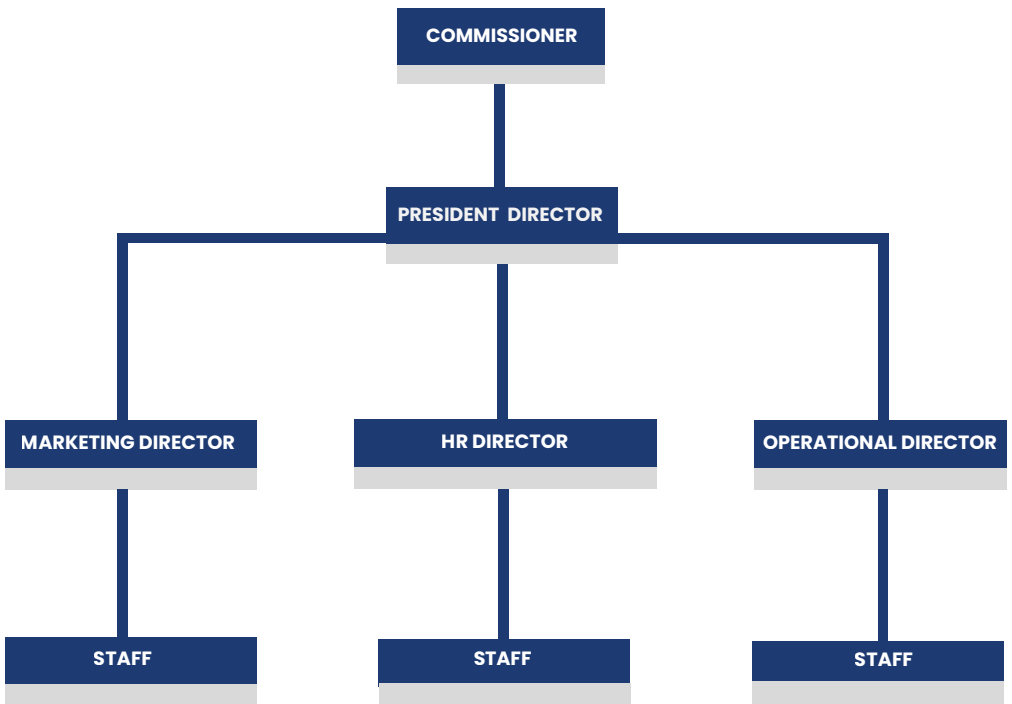 COMMISSIONER
PRESIDENT DIRECTOR
MARKETING DIRECTOR
HR DIRECTOR
OPERATIONAL DIRECTOR
STAFF
STAFF
STAFF